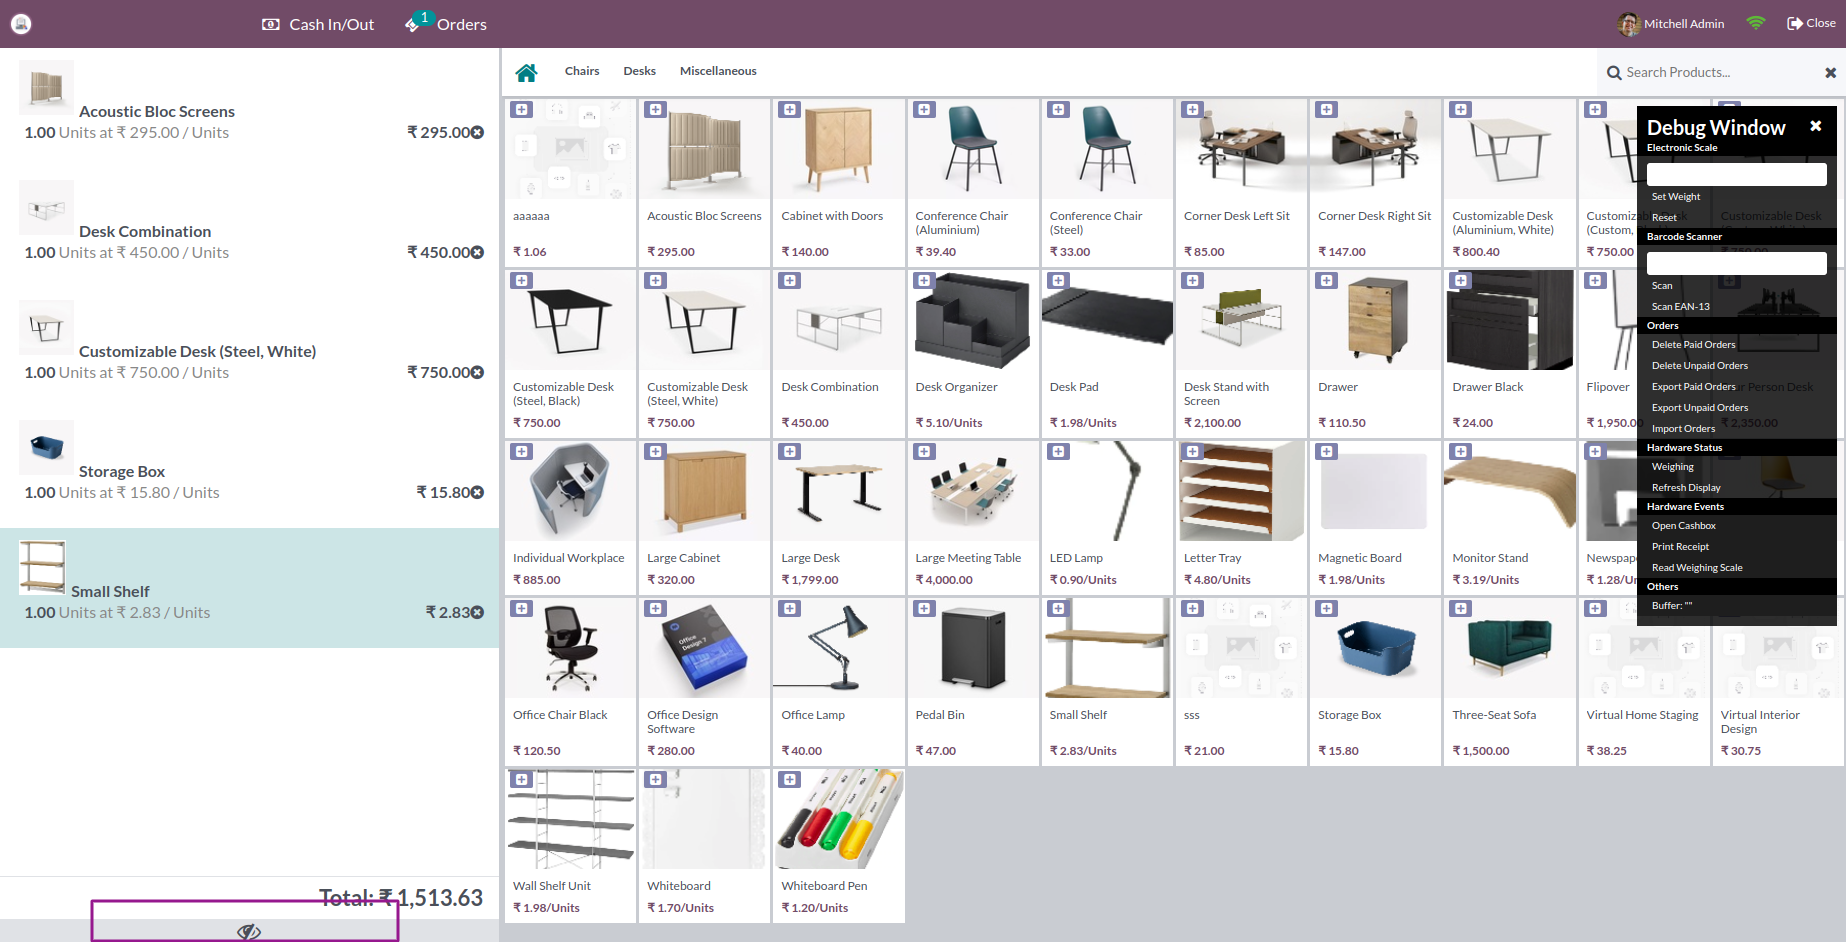 Cash In/Out
1
Orders
Mitchell Admin
Close
Acoustic Bloc Screens
1.00 Units at ₹ 295.00 / Units
₹ 295.00
Desk Combination
1.00 Units at ₹ 450.00 / Units
₹ 450.00
Customizable Desk (Steel, White)
1.00 Units at ₹ 750.00 / Units
₹ 750.00
Storage Box
1.00 Units at ₹ 15.80 / Units
₹ 15.80
Small Shelf
1.00 Units at ₹ 2.83 / Units
₹ 2.83
Total: ₹ 1,513.63
Chairs
Desks
Miscellaneous
Search Products...
aaaaaa
₹ 1.06
Acoustic Bloc Screens
₹ 295.00
Cabinet with Doors
₹ 140.00
Conference Chair
(Aluminium)
₹ 39.40
Conference Chair
(Steel)
₹ 33.00
Corner Desk Left Sit
₹ 85.00
Corner Desk Right Sit
₹ 147.00
Customizable Desk
(Aluminium, White)
₹ 800.40
(Custom,
₹ 750.00
Customizable Desk
(Steel, Black)
₹ 750.00
Customizable Desk
(Steel, White)
₹ 750.00
Desk Combination
₹ 450.00
Desk Organizer
₹ 5.10/Units
Desk Pad
₹ 1.98/Units
Desk Stand with
Screen
₹ 2,100.00
Drawer
₹ 110.50
Drawer Black
₹ 24.00
Flipover
₹ 1,950.00
Person Desk
₹ 2,350.00
Individual Workplace
₹ 885.00
Large Cabinet
₹ 320.00
Large Desk
₹ 1,799.00
Large Meeting Table
₹ 4,000.00
LED Lamp
₹ 0.90/Units
Letter Tray
₹ 4.80/Units
Magnetic Board
₹ 1.98/Units
Monitor Stand
₹ 3.19/Units
Newspap
₹ 1.28/Un
Office Chair Black
₹ 120.50
Office Design
Software
₹ 280.00
Office Lamp
₹ 40.00
Pedal Bin
₹ 47.00
Small Shelf
₹ 2.83/Units
sss
₹ 21.00
Storage Box
₹ 15.80
Three-Seat Sofa
₹ 1,500.00
Virtual Home Staging
₹ 38.25
Virtual Interior
Design
₹ 30.75
Wall Shelf Unit
₹ 1.98/Units
Whiteboard
₹ 1.70/Units
Whiteboard Pen
₹ 1.20/Units
Debug Window
Electronic Scale
Set Weight
Reset
Barcode Scanner
Scan
Scan EAN-13
Orders
Delete Paid Orders
Delete Unpaid Orders
Export Paid Orders
Export Unpaid Orders
Import Orders
Hardware Status
Weighing
Refresh Display
Hardware Events
Open Cashbox
Print Receipt
Read Weighing Scale
Others
Buffer: ""